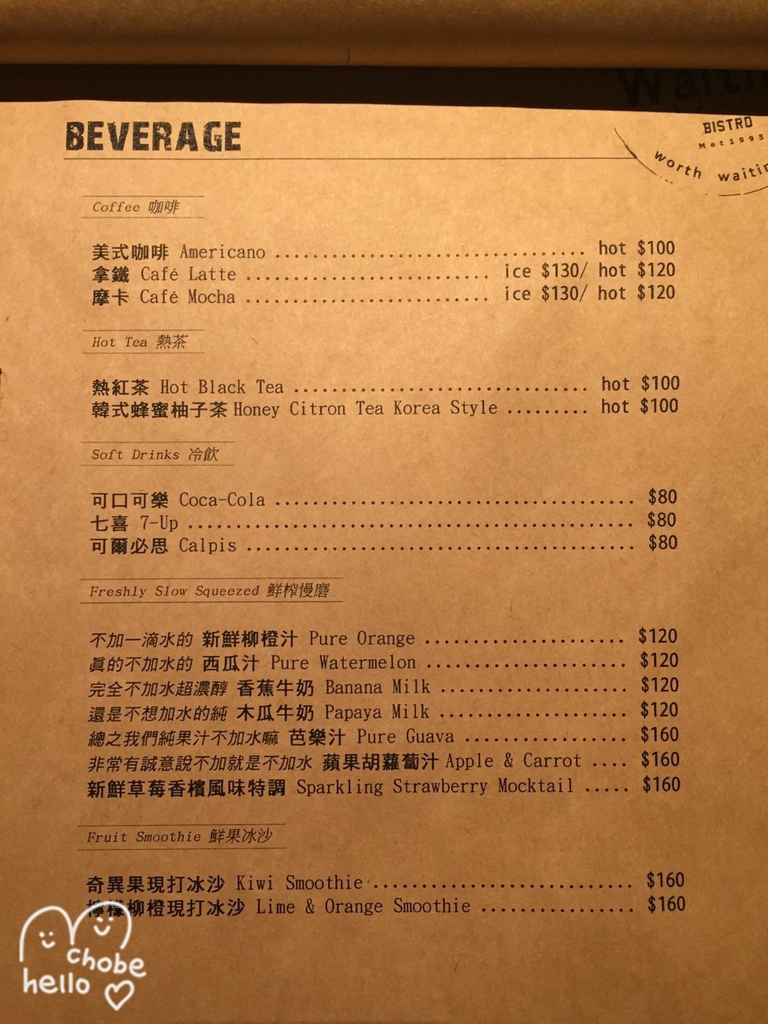 Waiti
BISTRO
Met1995
worth waitin
BEVERAGE
Coffee 咖啡
美式咖啡 Americano ................................ hot $100
拿鐵 Café Latte ......................... ice $130/ hot $120
摩卡 Café Mocha ......................... ice $130/ hot $120
Hot Tea 熱茶
熱紅茶 Hot Black Tea .............................. hot $100
韓式蜂蜜柚子茶 Honey Citron Tea Korea Style ......... hot $100
Soft Drinks 冷飲
可口可樂 Coca-Cola ..................................... $80
七喜 7-Up .............................................. $80
可爾必思 Calpis ........................................ $80
Freshly Slow Squeezed 鮮榨慢磨
不加一滴水的 新鮮柳橙汁 Pure Orange ..................... $120
真的不加水的 西瓜汁 Pure Watermelon ..................... $120
完全不加水超濃醇 香蕉牛奶 Banana Milk .................... $120
還是不想加水的純 木瓜牛奶 Papaya Milk .................... $120
總之我們純果汁不加水嘛 芭樂汁 Pure Guava ................. $160
非常有誠意說不加就是不加水 蘋果胡蘿蔔汁 Apple & Carrot .... $160
新鮮草莓香檳風味特調 Sparkling Strawberry Mocktail ..... $160
Fruit Smoothie 鮮果冰沙
奇異果現打冰沙 Kiwi Smoothie ........................... $160
檸檬柳橙現打冰沙 Lime & Orange Smoothie ................ $160
chobe
hello